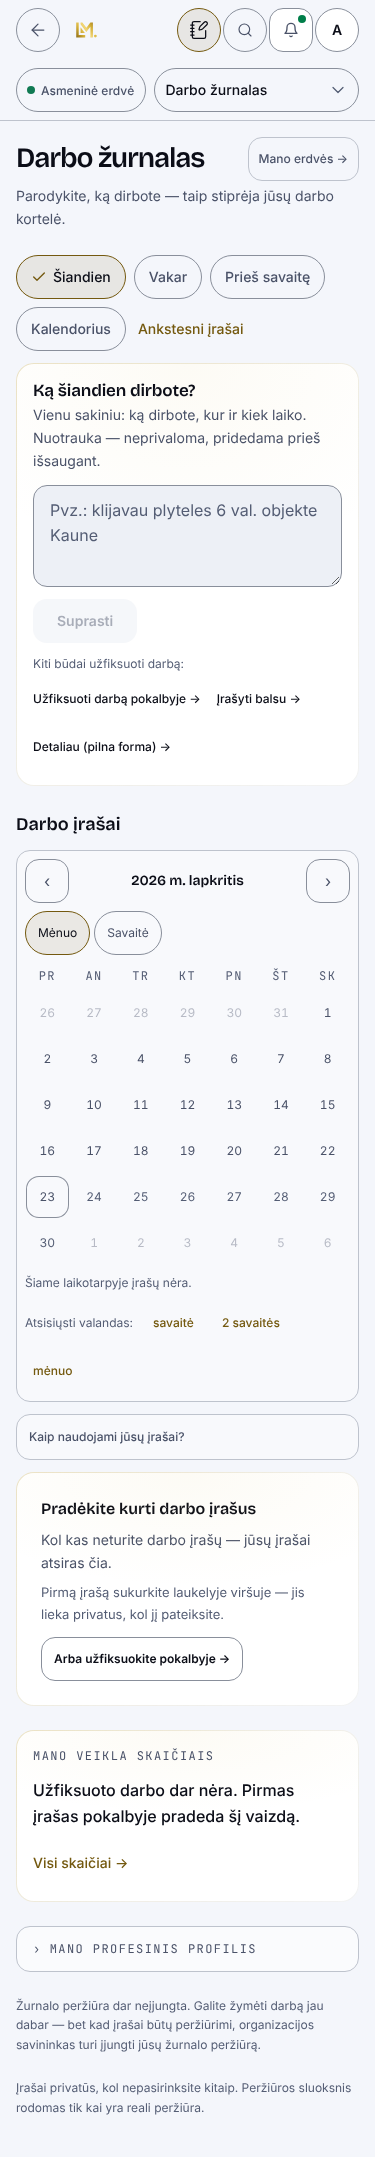 LM.
A
Asmeninė erdvė
Darbo žurnalas
Darbo žurnalas
Mano erdvės →
Parodykite, ką dirbote — taip stiprėja jūsų darbo
kortelė.
Šiandien
Vakar
Prieš savaitę
Kalendorius
Ankstesni įrašai
Ką šiandien dirbote?
Vienu sakiniu: ką dirbote, kur ir kiek laiko.
Nuotrauka — neprivaloma, pridedama prieš
išsaugant.
Pvz.: klijavau plyteles 6 val. objekte
Kaune
Suprasti
Kiti būdai užfiksuoti darbą:
Užfiksuoti darbą pokalbyje →
Įrašyti balsu →
Detaliau (pilna forma) →
Darbo įrašai
‹ 2026 m. lapkritis ›
Mėnuo
Savaitė
PR AN TR KT PN ŠT SK
26 27 28 29 30 31 1
2 3 4 5 6 7 8
9 10 11 12 13 14 15
16 17 18 19 20 21 22
23 24 25 26 27 28 29
30 1 2 3 4 5 6
Šiame laikotarpyje įrašų nėra.
Atsisiųsti valandas: savaitė 2 savaitės
mėnuo
Kaip naudojami jūsų įrašai?
Pradėkite kurti darbo įrašus
Kol kas neturite darbo įrašų — jūsų įrašai
atsiras čia.
Pirmą įrašą sukurkite laukelyje viršuje — jis
lieka privatus, kol jį pateiksite.
Arba užfiksuokite pokalbyje →
MANO VEIKLA SKAIČIAIS
Užfiksuoto darbo dar nėra. Pirmas
įrašas pokalbyje pradeda šį vaizdą.
Visi skaičiai →
› MANO PROFESINIS PROFILIS
Žurnalo peržiūra dar neįjungta. Galite žymėti darbą jau
dabar — bet kad įrašai būtų peržiūrimi, organizacijos
savininkas turi įjungti jūsų žurnalo peržiūrą.
Įrašai privatūs, kol nepasirinksite kitaip. Peržiūros sluoksnis
rodomas tik kai yra reali peržiūra.